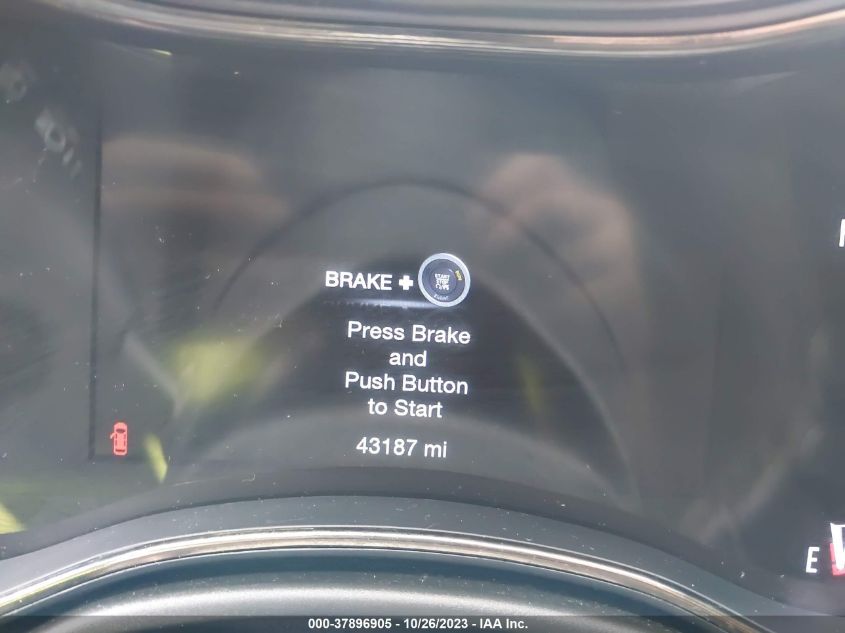 BRAKE +
START
STOP
RUN
Press Brake
and
Push Button
to Start
43187 mi
E
000-37896905 - 10/26/2023 - IAA Inc.